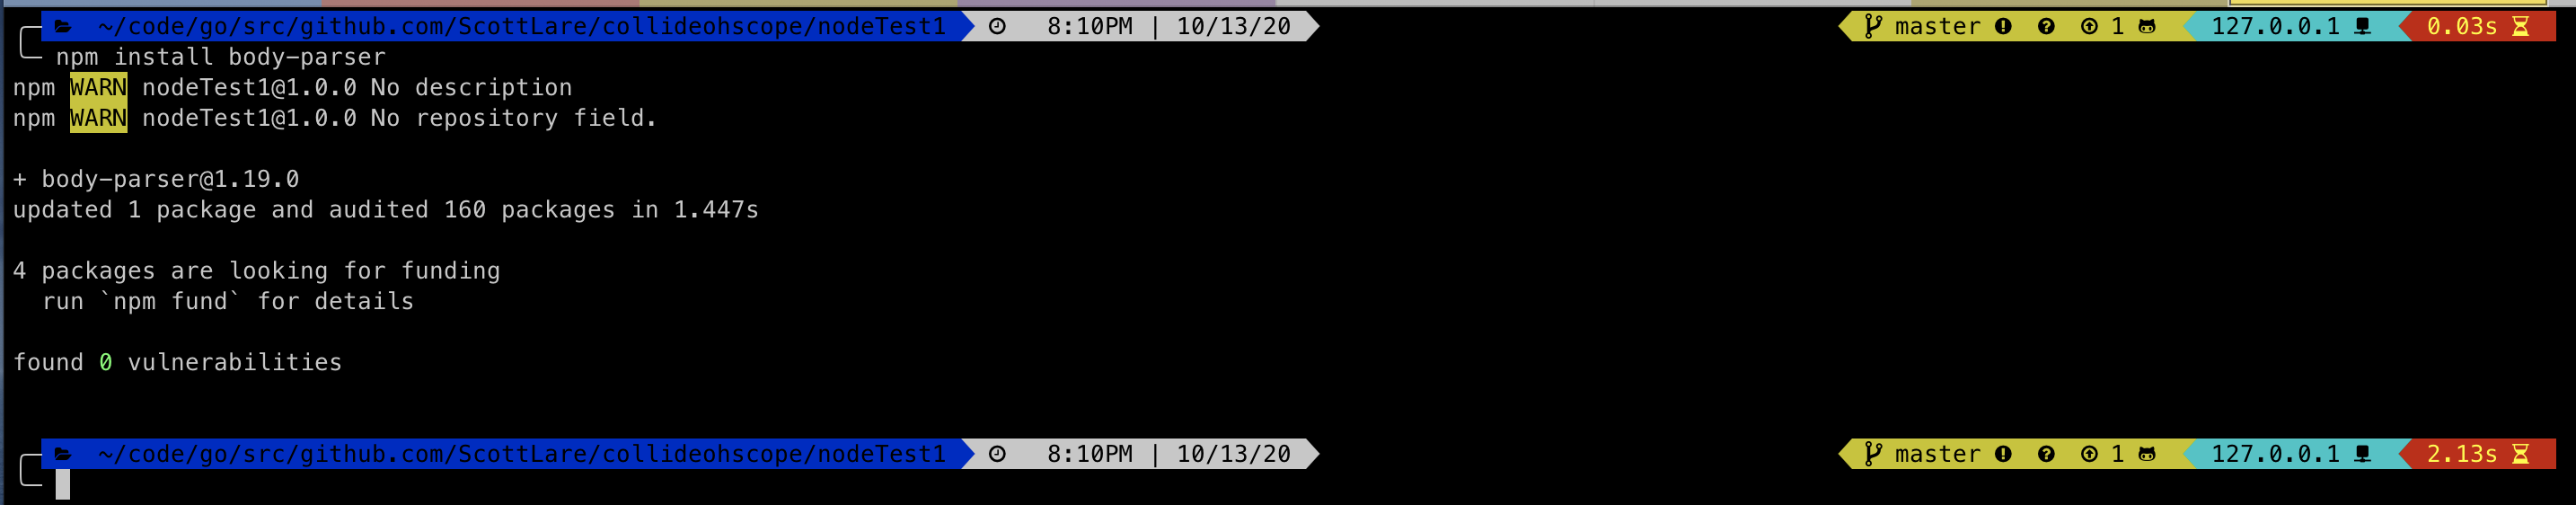 ~/code/go/src/github.com/ScottLare/collideohscope/nodeTest1 8:10PM | 10/13/20 master 1 127.0.0.1 0.03s
npm install body-parser
npm WARN nodeTest1@1.0.0 No description
npm WARN nodeTest1@1.0.0 No repository field.
+ body-parser@1.19.0
updated 1 package and audited 160 packages in 1.447s
4 packages are looking for funding
run `npm fund` for details
found 0 vulnerabilities
~/code/go/src/github.com/ScottLare/collideohscope/nodeTest1 8:10PM | 10/13/20 master 1 127.0.0.1 2.13s